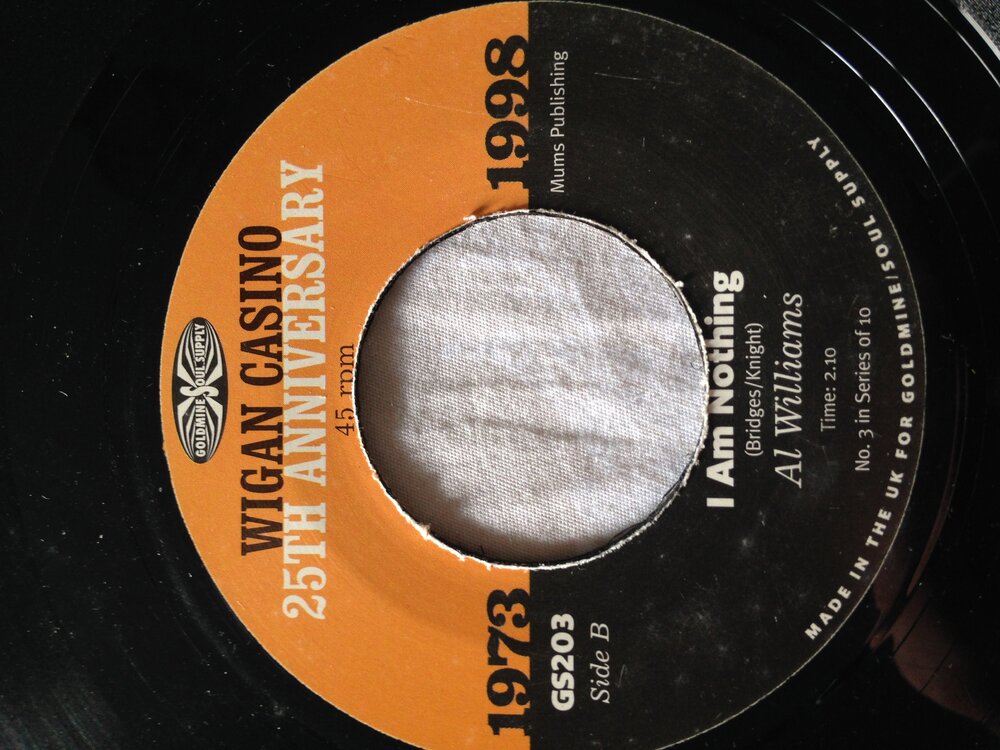 GOLDMINE SOUL SUPPLY
WIGAN CASINO
25TH ANNIVERSARY
45 rpm
1973
1998
GS203
Side B
Mums Publishing
I Am Nothing
(Bridges/Knight)
Al Williams
Time: 2.10
No. 3 in Series of 10
MADE IN THE UK FOR GOLDMINE/SOUL SUPPLY